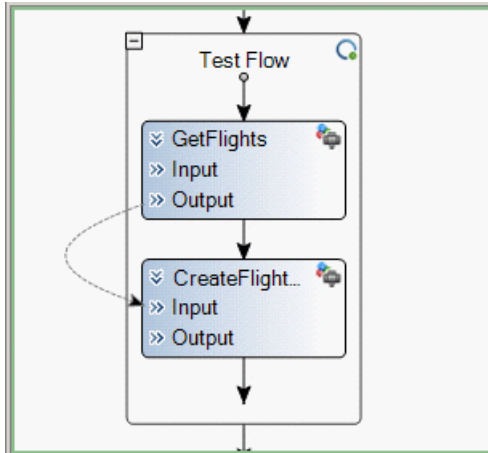 Test Flow
GetFlights
Input
Output
CreateFlight...
Input
Output